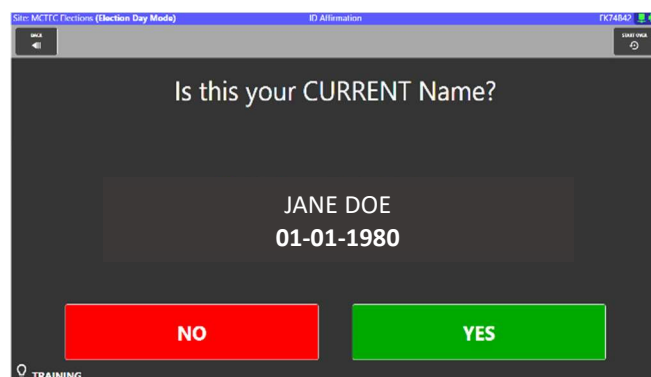 Site: MCTEC Elections (Election Day Mode) ID Affirmation
BACK
START OVER
Is this your CURRENT Name?
JANE DOE
01-01-1980
NO YES
TRAINING